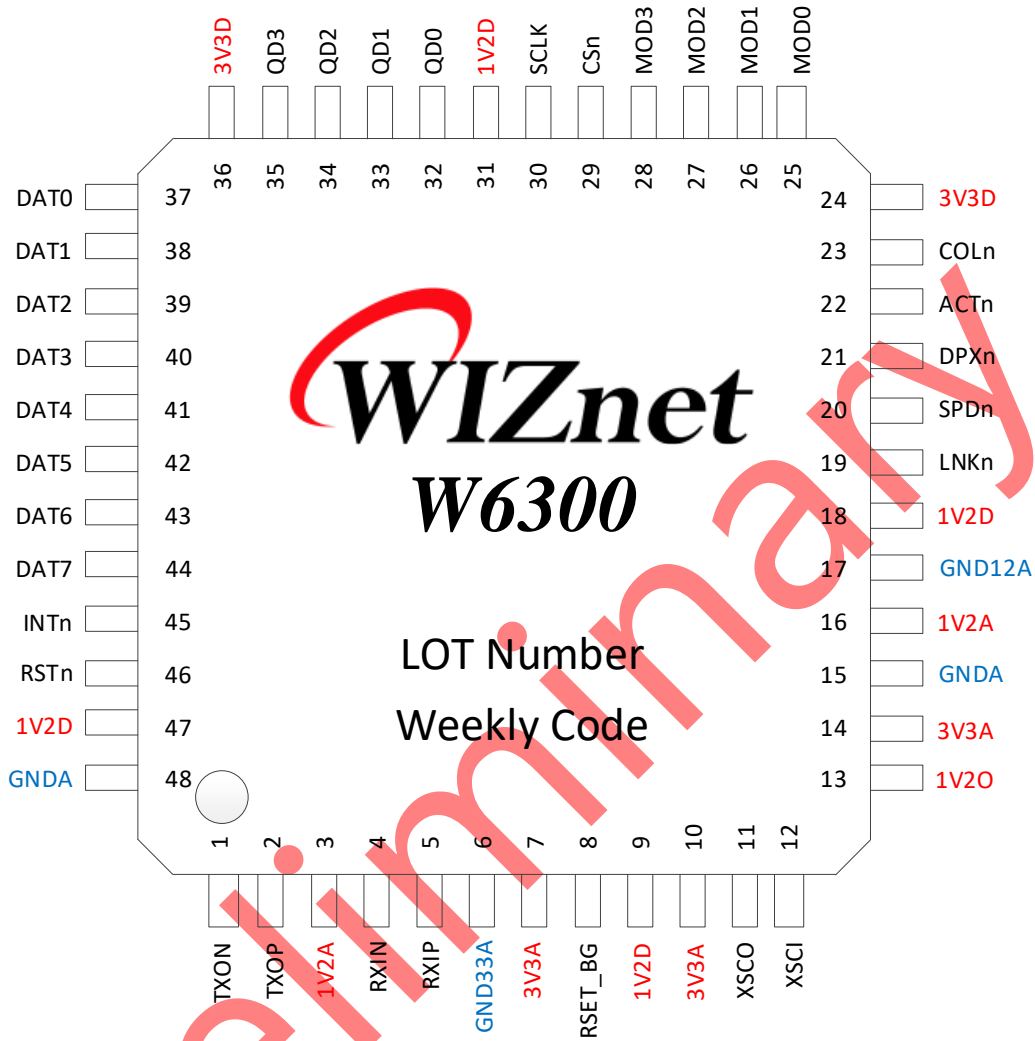 3V3D QD3 QD2 QD1 QD0 1V2D SCLK CSn MOD3 MOD2 MOD1 MOD0
36 35 34 33 32 31 30 29 28 27 26 25
DAT0 37 24 3V3D
DAT1 38 23 COLn
DAT2 39 22 ACTn
DAT3 40 21 DPXn
DAT4 41 20 SPDn
DAT5 42 19 LNKn
DAT6 43 18 1V2D
DAT7 44 17 GND12A
INTn 45 16 1V2A
RSTn 46 15 GNDA
1V2D 47 14 3V3A
GNDA 48 13 1V2O
WIZnet
W6300
LOT Number
Weekly Code
1 2 3 4 5 6 7 8 9 10 11 12
TXON TXOP 1V2A RXIN RXIP GND33A 3V3A RSET_BG 1V2D 3V3A XSCO XSCI
eliminary